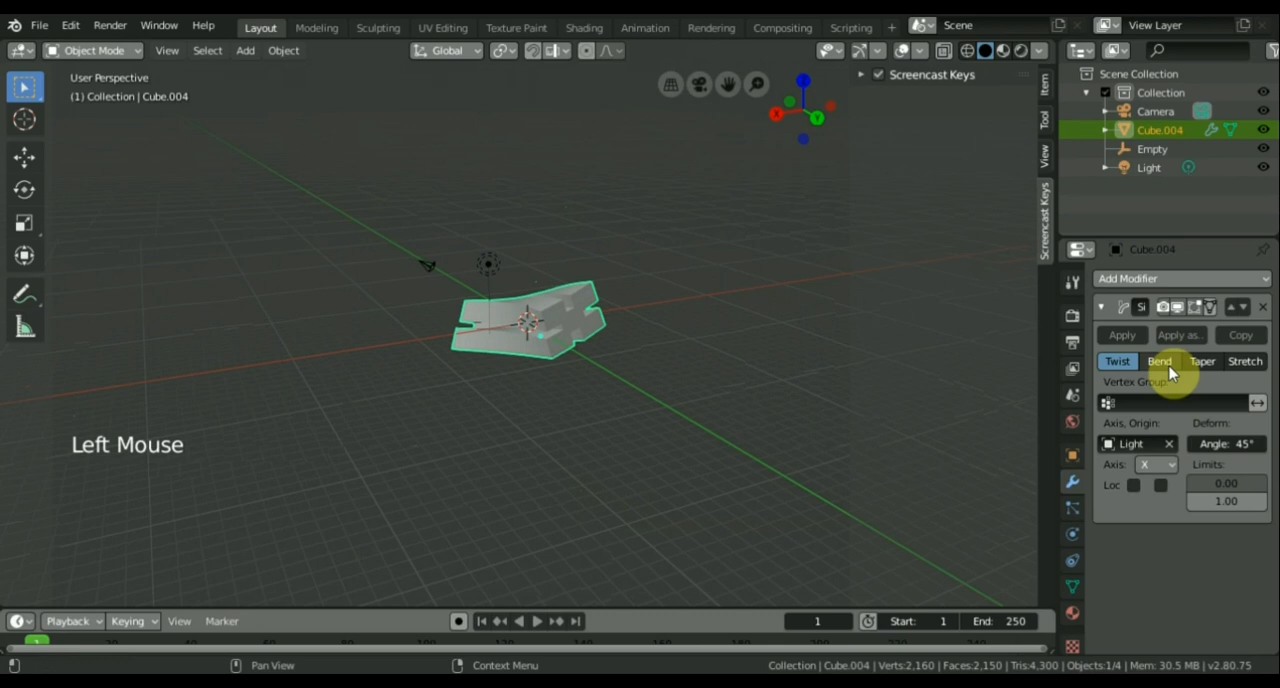 File Edit Render Window Help Layout Modeling Sculpting UV Editing Texture Paint Shading Animation Rendering Compositing Scripting + Scene View Layer
Object Mode View Select Add Object Global
User Perspective
(1) Collection | Cube.004
Screencast Keys
Item
Tool
View
Screencast Keys
Left Mouse
Scene Collection
Collection
Camera
Cube.004
Empty
Light
Cube.004
Add Modifier
Si
Apply Apply as.. Copy
Twist Bend Taper Stretch
Vertex Group:
Axis, Origin: Deform:
Light Angle: 45°
Axis: X Limits:
Loc 0.00
1.00
Playback Keying View Marker 1 Start: 1 End: 250
1
Pan View Context Menu Collection | Cube.004 | Verts:2,160 | Faces:2,150 | Tris:4,300 | Objects:1/4 | Mem: 30.5 MB | v2.80.75